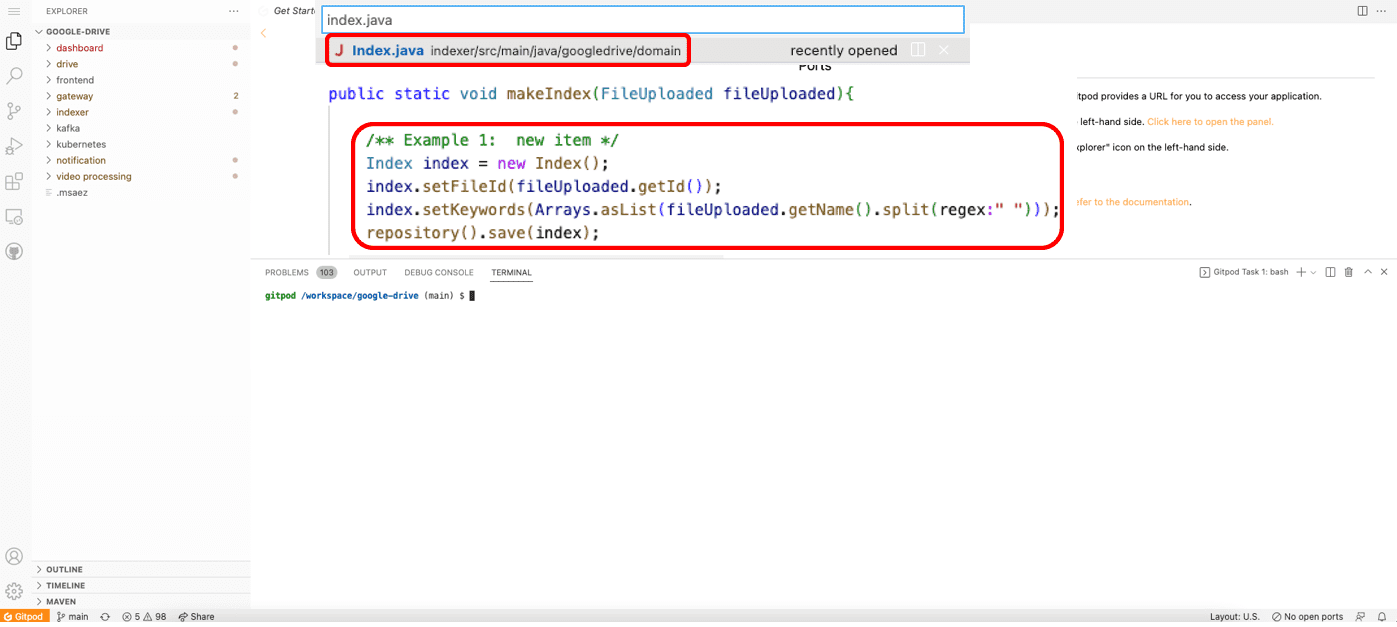 EXPLORER
GOOGLE-DRIVE
dashboard
drive
frontend
gateway 2
indexer
kafka
kubernetes
notification
video processing
.msaez
OUTLINE
TIMELINE
MAVEN
Get Starte
index.java
J Index.java indexer/src/main/java/googledrive/domain recently opened
Ports
public static void makeIndex(FileUploaded fileUploaded){
/** Example 1:  new item */
Index index = new Index();
index.setFileId(fileUploaded.getId());
index.setKeywords(Arrays.asList(fileUploaded.getName().split(regex:" ")));
repository().save(index);
itpod provides a URL for you to access your application.
left-hand side. Click here to open the panel.
xplorer" icon on the left-hand side.
efer to the documentation.
PROBLEMS 103 OUTPUT DEBUG CONSOLE TERMINAL
Gitpod Task 1: bash
gitpod /workspace/google-drive (main) $
Gitpod main 5 98 Share
Layout: U.S. No open ports